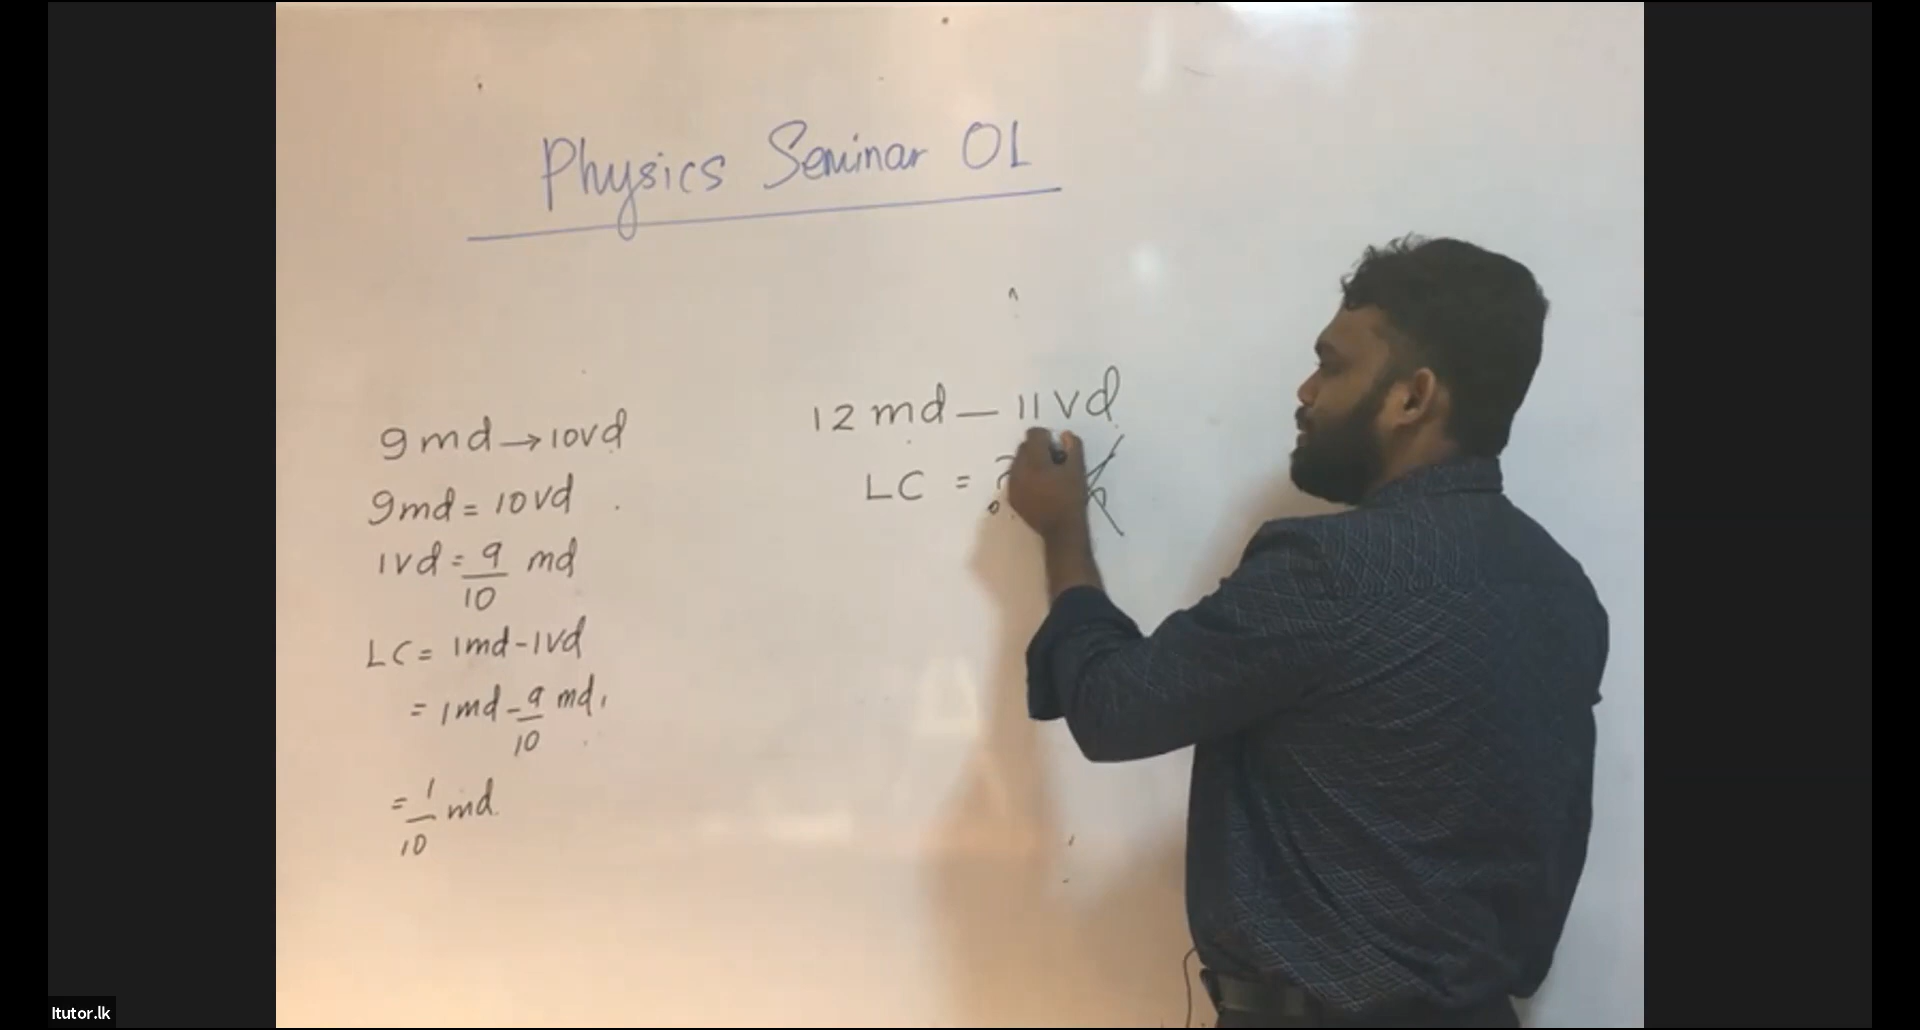 Physics Seminar OL
9md→10vd
9md = 10vd
1vd = 9/10 md
LC = 1md - 1vd
= 1md - 9/10 md
= 1/10 md
12md — 11vd
LC = ?
Itutor.lk